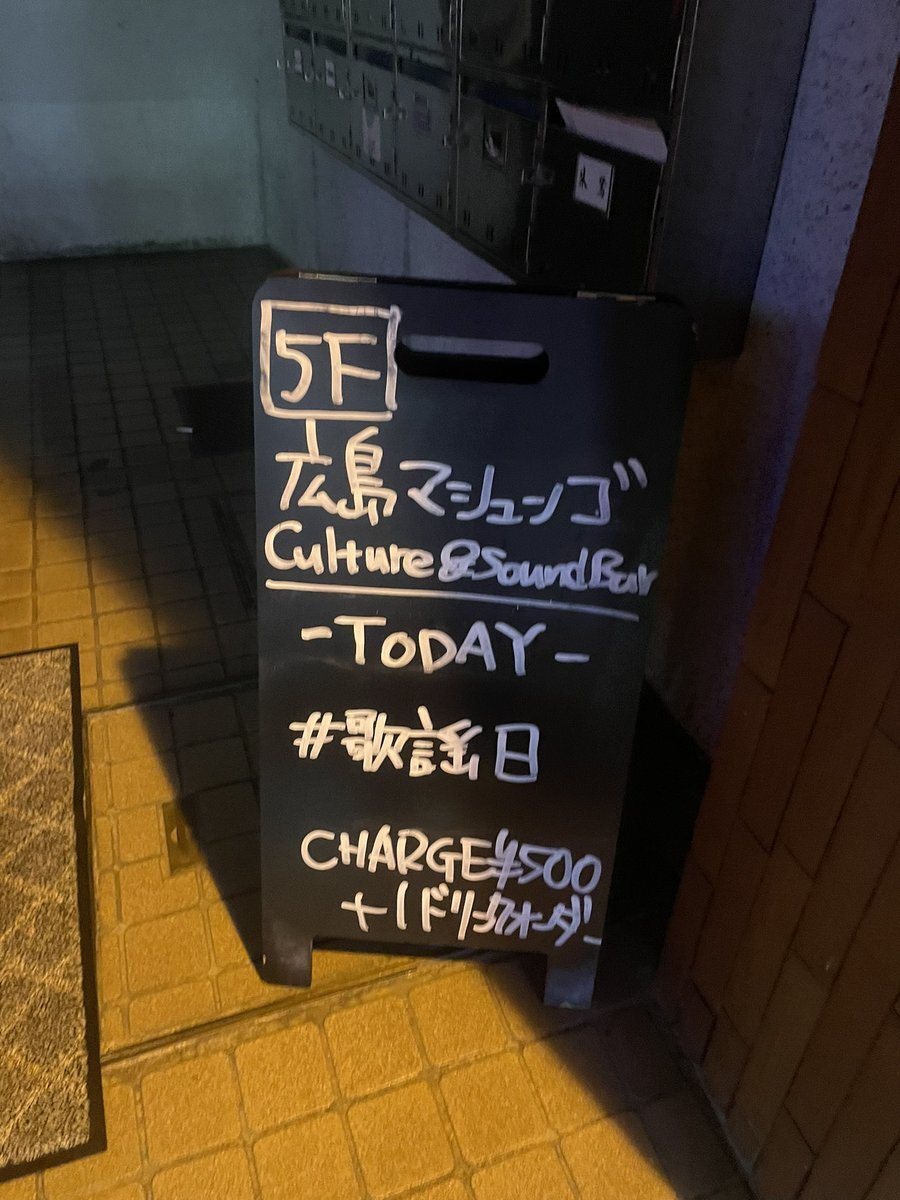 5F
広島マシュンゴ
Culture&SoundBar
-TODAY-
#歌謡日
CHARGE¥500
+1ドリンクオーダー